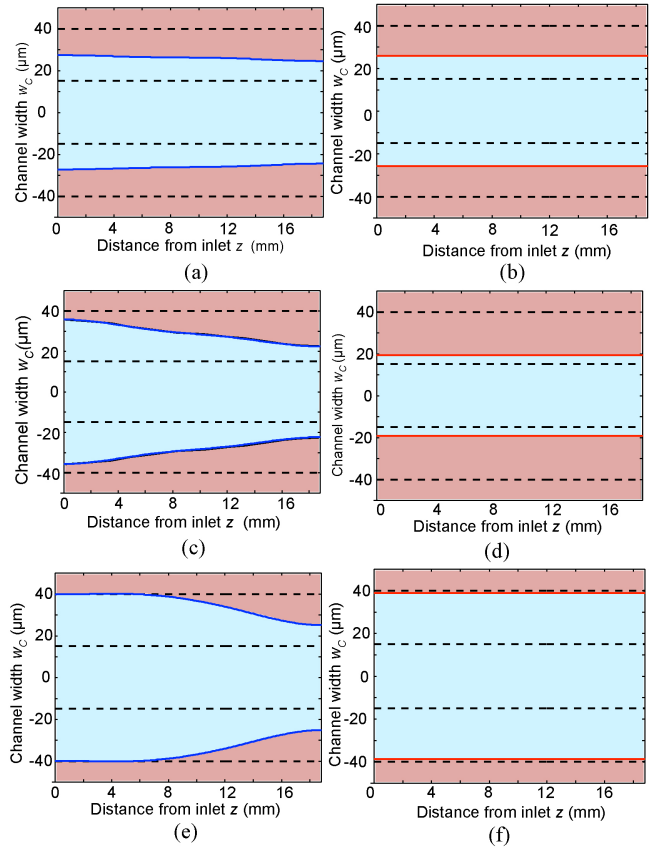 Channel width w_C (µm)
40
20
0
-20
-40
0 4 8 12 16
Distance from inlet z (mm)
(a)
Channel width w_C (µm)
40
20
0
-20
-40
0 4 8 12 16
Distance from inlet z (mm)
(b)
Channel width w_C(µm)
40
20
0
-20
-40
0 4 8 12 16
Distance from inlet z (mm)
(c)
Channel width w_C (µm)
40
20
0
-20
-40
0 4 8 12 16
Distance from inlet z (mm)
(d)
Channel width w_C (µm)
40
20
0
-20
-40
0 4 8 12 16
Distance from inlet z (mm)
(e)
Channel width w_C (µm)
40
20
0
-20
-40
0 4 8 12 16
Distance from inlet z (mm)
(f)